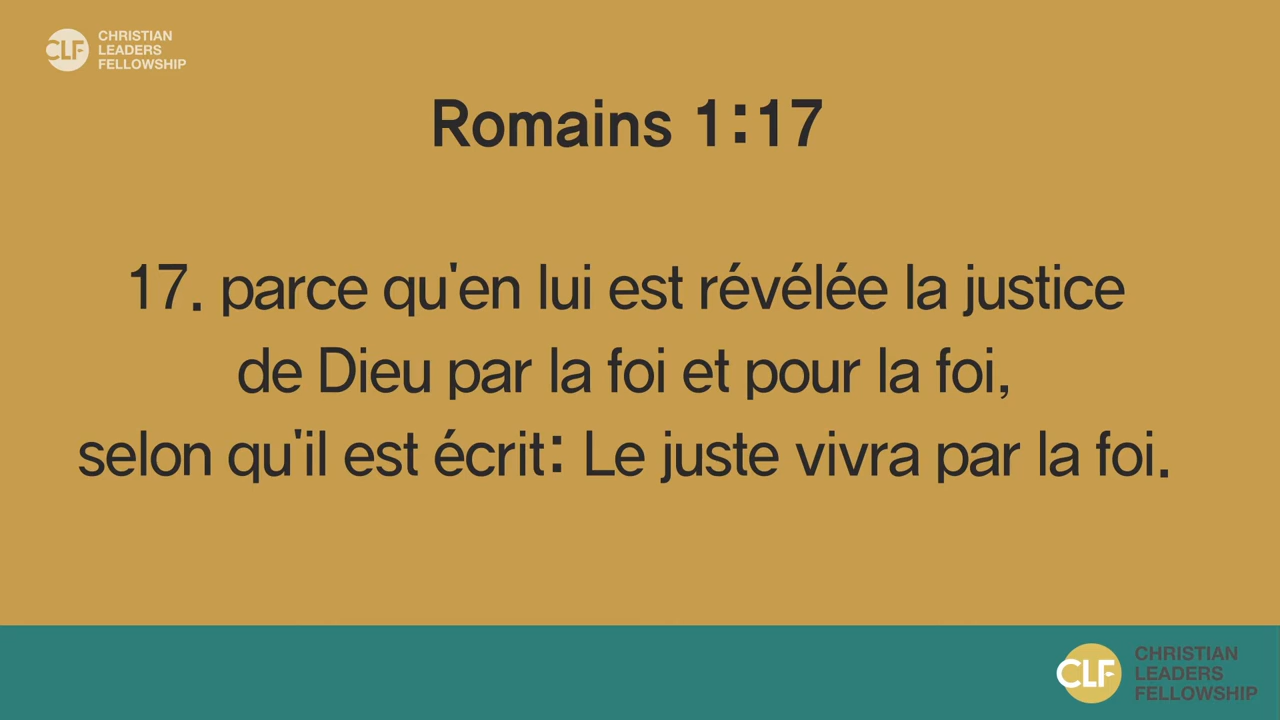 CLF
CHRISTIAN
LEADERS
FELLOWSHIP
Romains 1:17
17. parce qu'en lui est révélée la justice
de Dieu par la foi et pour la foi,
selon qu'il est écrit: Le juste vivra par la foi.
CLF
CHRISTIAN
LEADERS
FELLOWSHIP